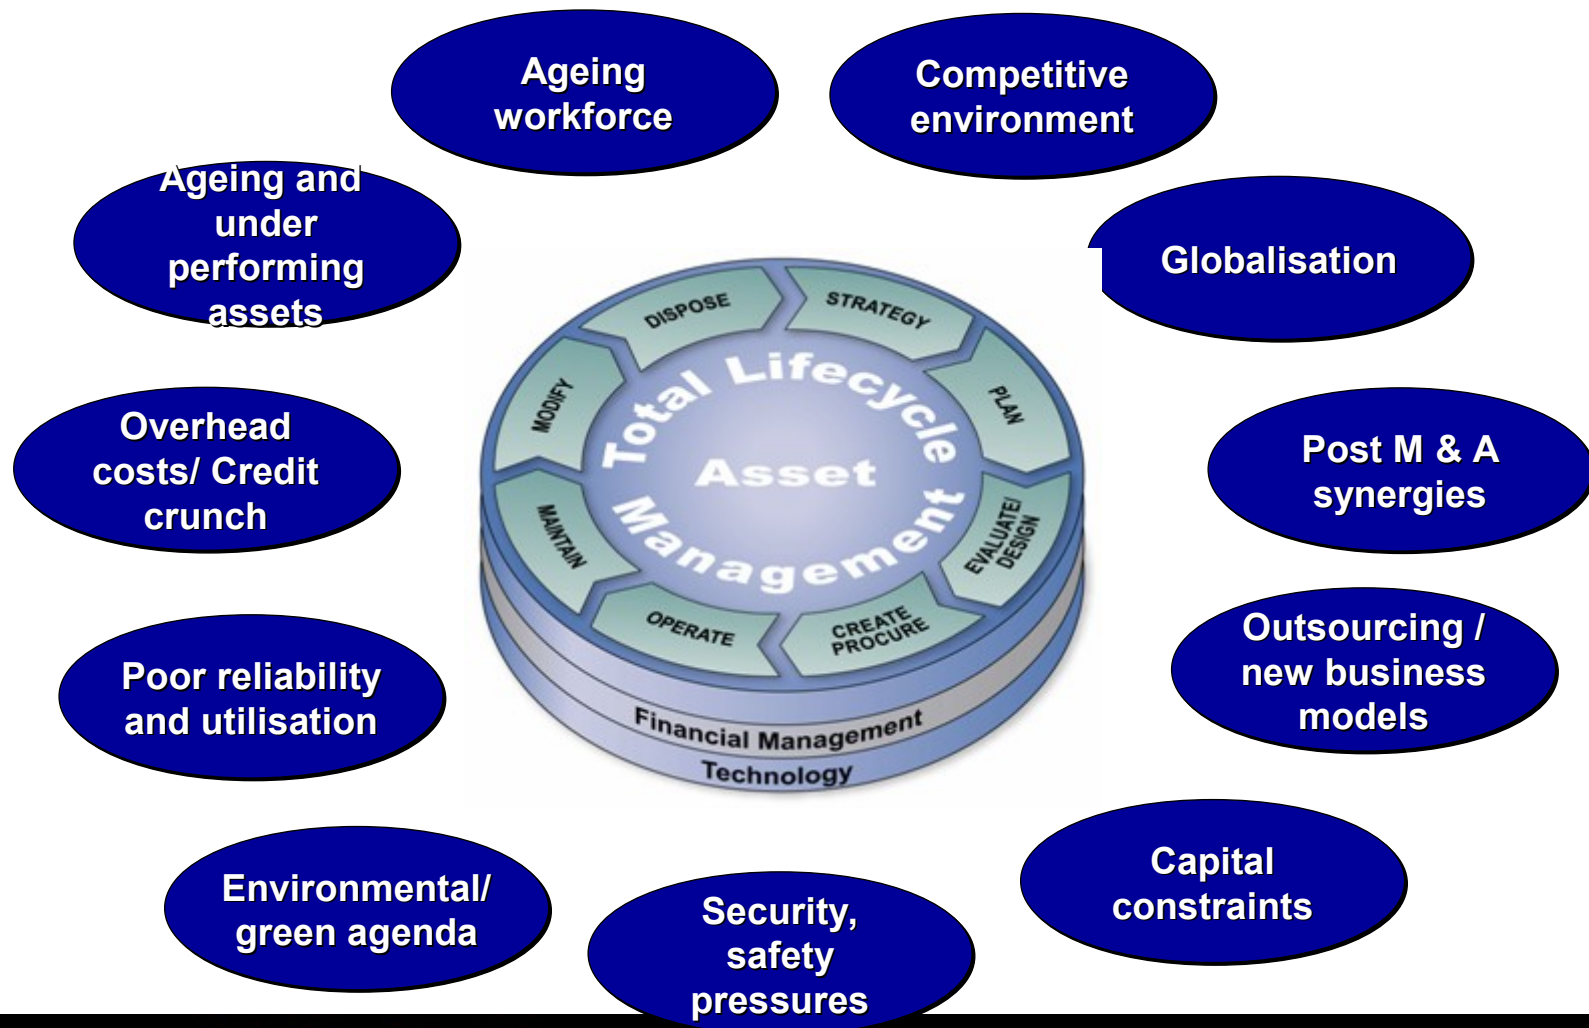 Ageing
workforce
Competitive
environment
Ageing and
under
performing
assets
Globalisation
Overhead
costs/ Credit
crunch
Post M & A
synergies
Poor reliability
and utilisation
Outsourcing /
new business
models
Environmental/
green agenda
Security,
safety
pressures
Capital
constraints
Total Lifecycle
Asset
Management
STRATEGY
PLAN
EVALUATE/
DESIGN
CREATE
PROCURE
OPERATE
MAINTAIN
MODIFY
DISPOSE
Financial Management
Technology